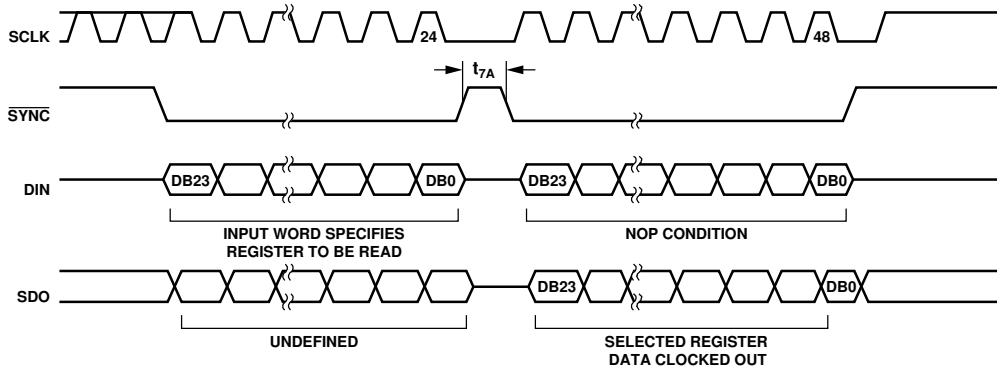 SCLK
24
48
t7A
SYNC
DIN
DB23
DB0
DB23
DB0
INPUT WORD SPECIFIES
REGISTER TO BE READ
NOP CONDITION
SDO
DB23
DB0
UNDEFINED
SELECTED REGISTER
DATA CLOCKED OUT